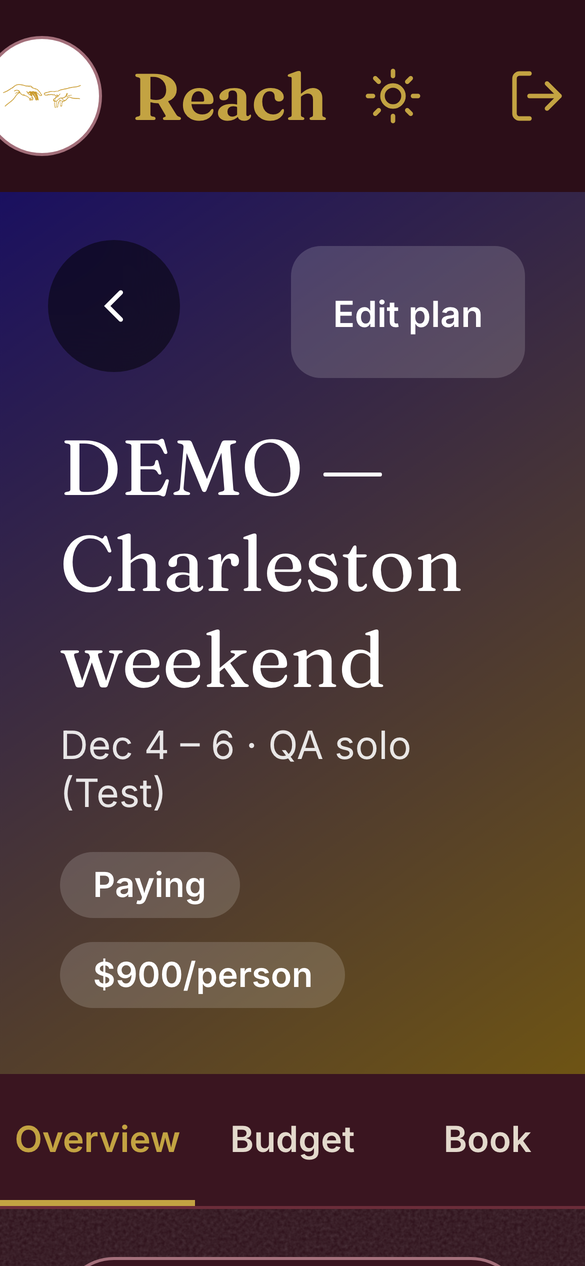 Reach
Edit plan
DEMO —
Charleston
weekend
Dec 4 – 6 · QA solo
(Test)
Paying
$900/person
Overview Budget Book